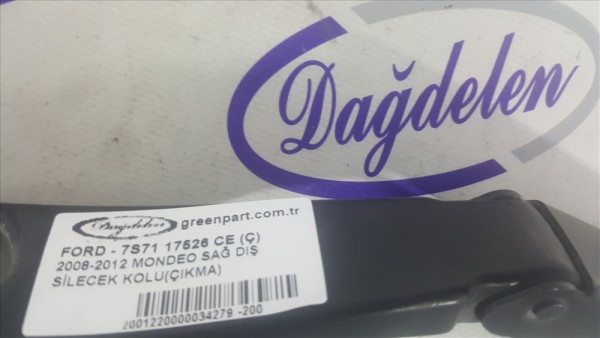 Dağdelen
Dağdelen
greenpart.com.tr
FORD - 7S71 17526 CE (Ç)
2008-2012 MONDEO SAĞ DIŞ
SİLECEK KOLU(ÇIKMA)
2001220000034279 -200